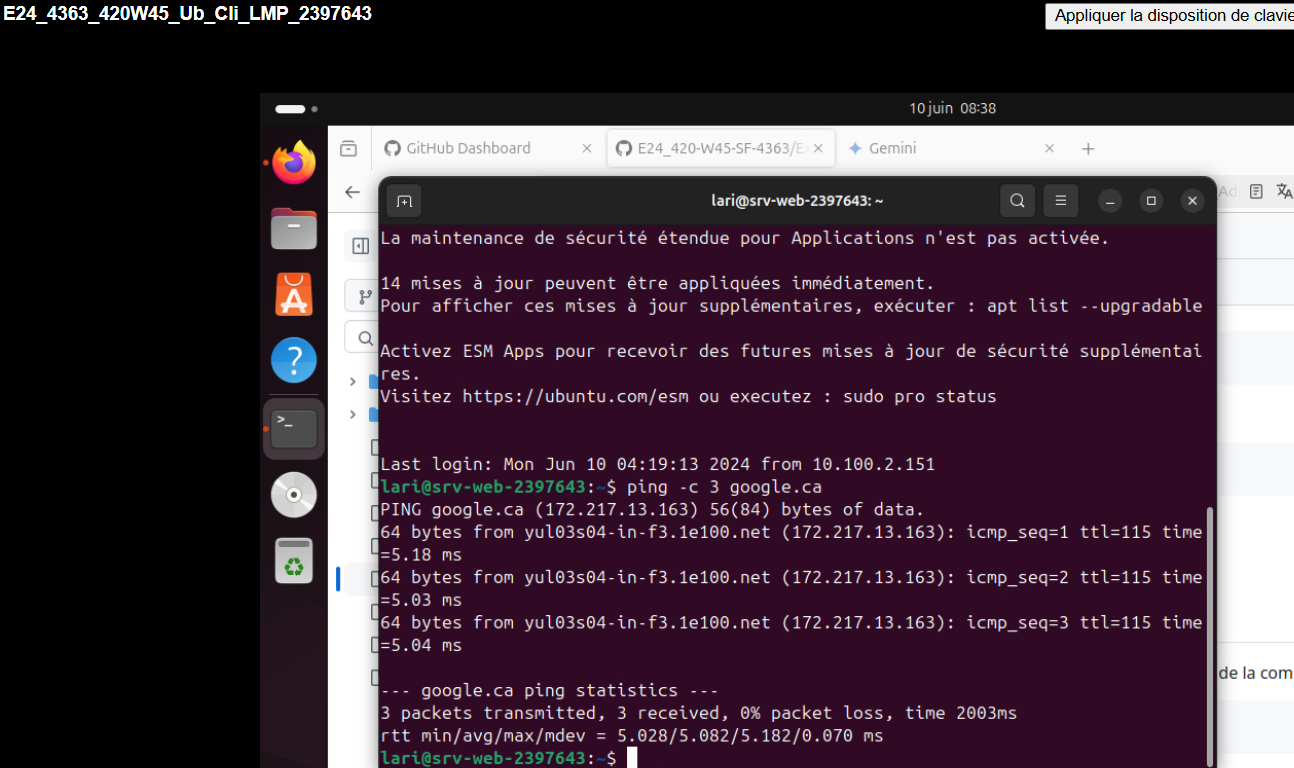 E24_4363_420W45_Ub_Cli_LMP_2397643
Appliquer la disposition de clavie
10 juin 08:38
GitHub Dashboard
E24_420-W45-SF-4363/E
Gemini
lari@srv-web-2397643: ~
La maintenance de sécurité étendue pour Applications n'est pas activée.
14 mises à jour peuvent être appliquées immédiatement.
Pour afficher ces mises à jour supplémentaires, exécuter : apt list --upgradable
Activez ESM Apps pour recevoir des futures mises à jour de sécurité supplémentai
res.
Visitez https://ubuntu.com/esm ou executez : sudo pro status
Last login: Mon Jun 10 04:19:13 2024 from 10.100.2.151
lari@srv-web-2397643:~$ ping -c 3 google.ca
PING google.ca (172.217.13.163) 56(84) bytes of data.
64 bytes from yul03s04-in-f3.1e100.net (172.217.13.163): icmp_seq=1 ttl=115 time
=5.18 ms
64 bytes from yul03s04-in-f3.1e100.net (172.217.13.163): icmp_seq=2 ttl=115 time
=5.03 ms
64 bytes from yul03s04-in-f3.1e100.net (172.217.13.163): icmp_seq=3 ttl=115 time
=5.04 ms
de la com
--- google.ca ping statistics ---
3 packets transmitted, 3 received, 0% packet loss, time 2003ms
rtt min/avg/max/mdev = 5.028/5.082/5.182/0.070 ms
lari@srv-web-2397643:~$